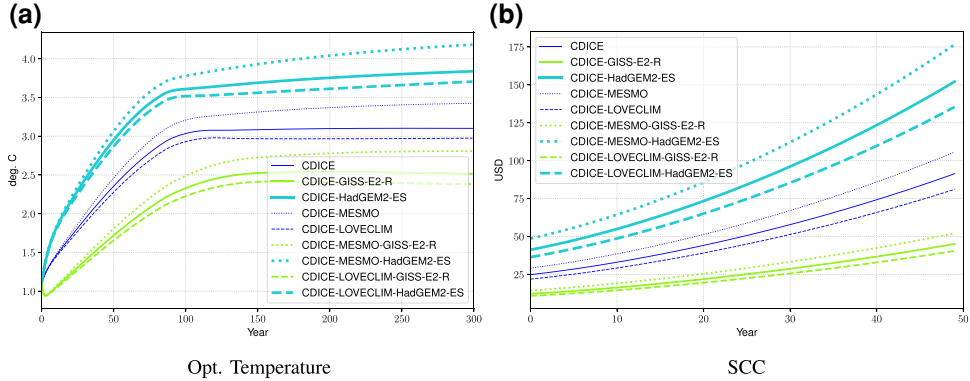 (a)
(b)
4.0
3.5
3.0
2.5
2.0
1.5
1.0
deg. C
0
50
100
150
200
250
300
Year
CDICE
CDICE-GISS-E2-R
CDICE-HadGEM2-ES
CDICE-MESMO
CDICE-LOVECLIM
CDICE-MESMO-GISS-E2-R
CDICE-MESMO-HadGEM2-ES
CDICE-LOVECLIM-GISS-E2-R
CDICE-LOVECLIM-HadGEM2-ES
Opt. Temperature
175
150
125
100
75
50
25
USD
0
10
20
30
40
50
Year
CDICE
CDICE-GISS-E2-R
CDICE-HadGEM2-ES
CDICE-MESMO
CDICE-LOVECLIM
CDICE-MESMO-GISS-E2-R
CDICE-MESMO-HadGEM2-ES
CDICE-LOVECLIM-GISS-E2-R
CDICE-LOVECLIM-HadGEM2-ES
SCC